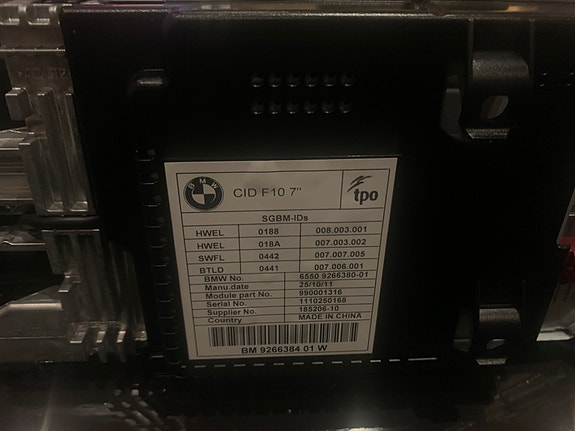 BMW
CID F10 7"
tpo
SGBM-IDs
HWEL 0188 008.003.001
HWEL 018A 007.003.002
SWFL 0442 007.007.005
BTLD 0441 007.006.001
BMW No. 6550 9266380-01
Manu.date 25/10/11
Module part No. 990001316
Serial No. 1110250168
Supplier No. 185206-10
Country MADE IN CHINA
BM 9266384 01 W